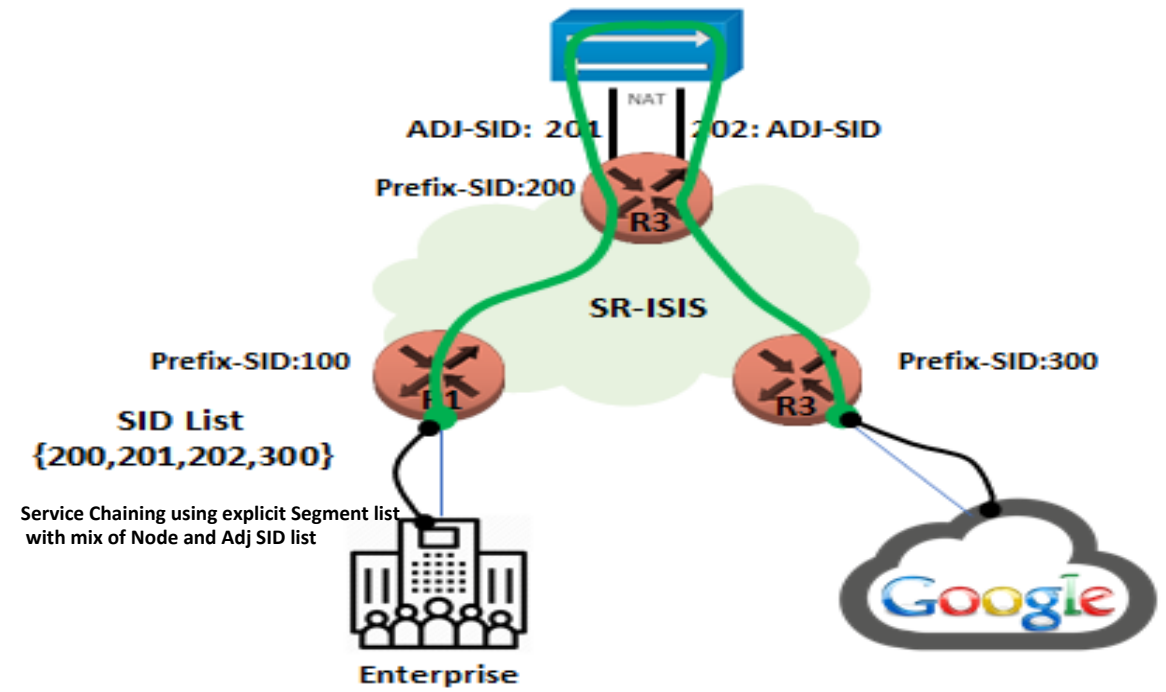 NAT
ADJ-SID: 201
202: ADJ-SID
Prefix-SID:200
R3
SR-ISIS
Prefix-SID:100
R1
R3
Prefix-SID:300
SID List
{200,201,202,300}
Service Chaining using explicit Segment list
with mix of Node and Adj SID list
Google
Enterprise